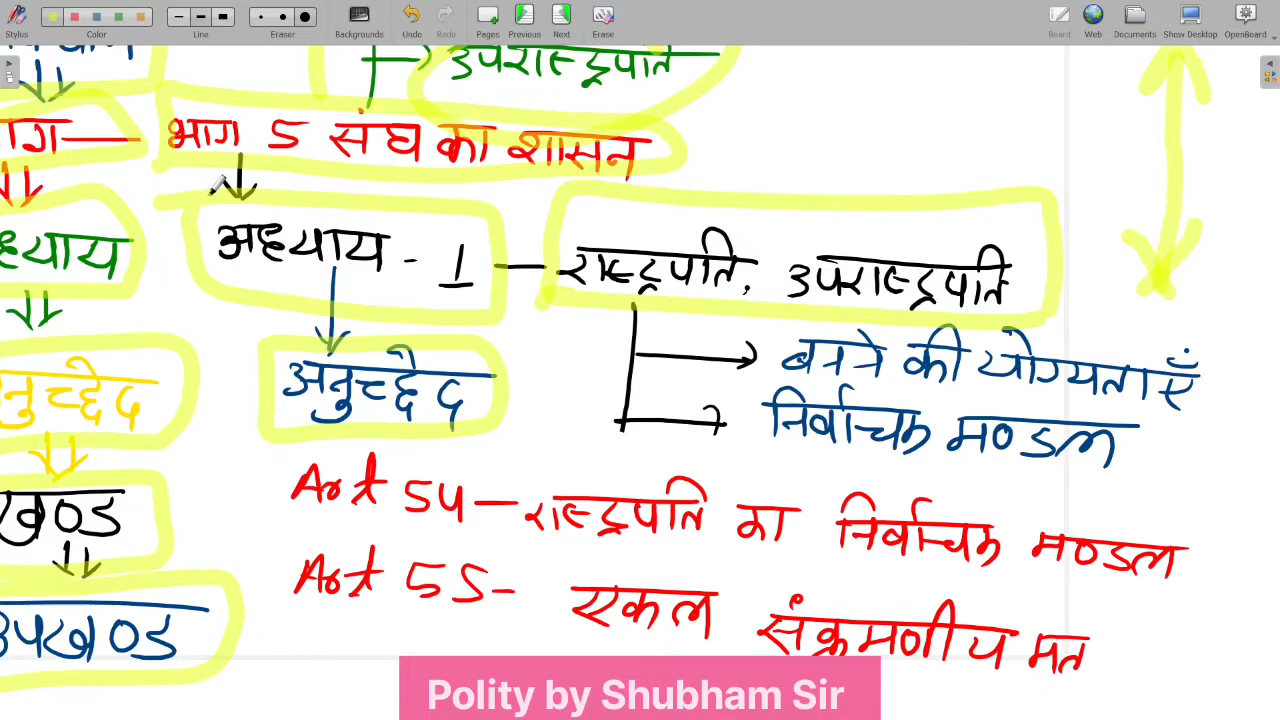 Stylus Color Line Eraser Backgrounds Undo Redo Pages Previous Next Erase Board Web Documents Show Desktop OpenBoard
उपराष्ट्रपति
भाग 5 संघ का शासन
अध्याय - 1 — राष्ट्रपति, उपराष्ट्रपति
बनने की योग्यताएँ
अनुच्छेद
निर्वाचक मण्डल
खण्ड
Art 54 — राष्ट्रपति का निर्वाचक मण्डल
Art 55 - एकल संक्रमणीय मत
उपखण्ड
Polity by Shubham Sir